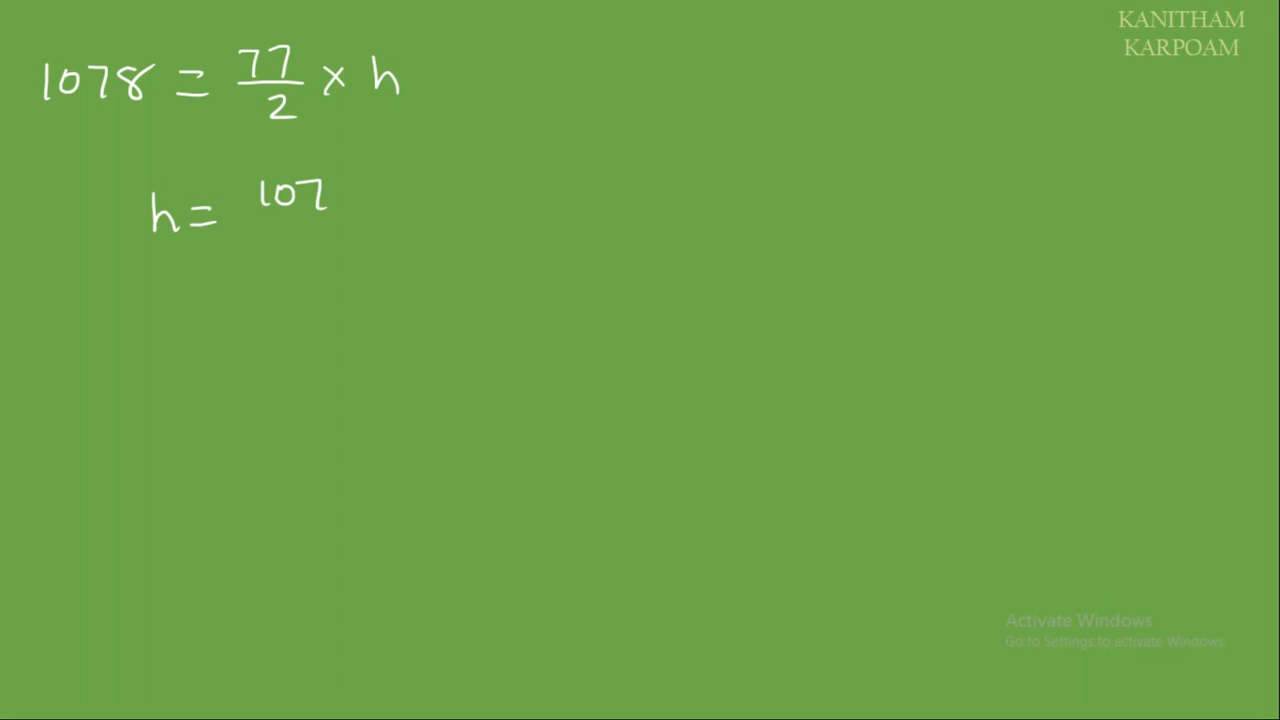 KANITHAM
KARPOAM
1078 = 77/2 × h
h = 107
Activate Windows
Go to Settings to activate Windows.